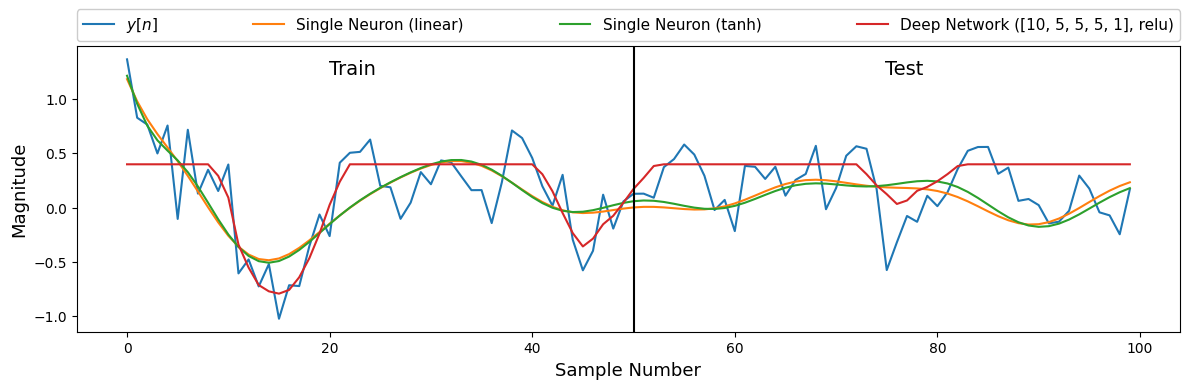 y[n] Single Neuron (linear) Single Neuron (tanh) Deep Network ([10, 5, 5, 5, 1], relu)
Train Test
Magnitude
1.0
0.5
0.0
−0.5
−1.0
0 20 40 60 80 100
Sample Number